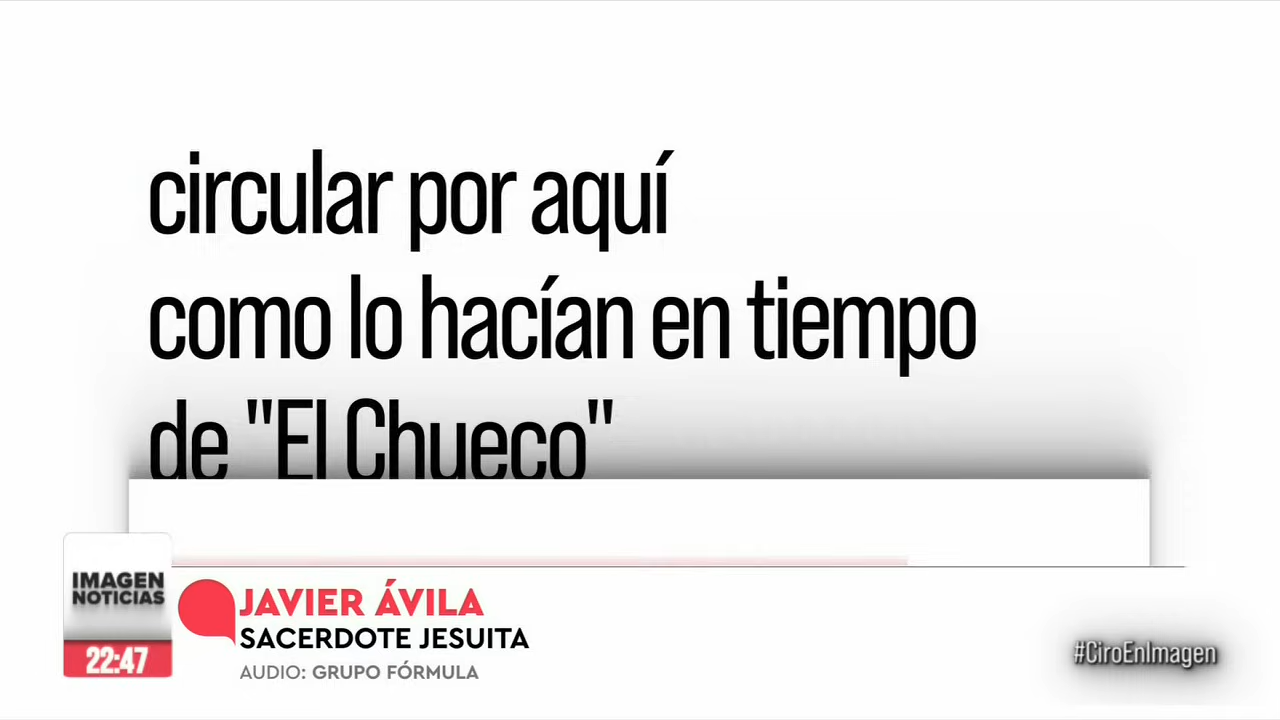 circular por aquí
como lo hacían en tiempo
de "El Chueco"
IMAGEN
NOTICIAS
22:47
JAVIER ÁVILA
SACERDOTE JESUITA
AUDIO: GRUPO FÓRMULA
#CiroEnImagen